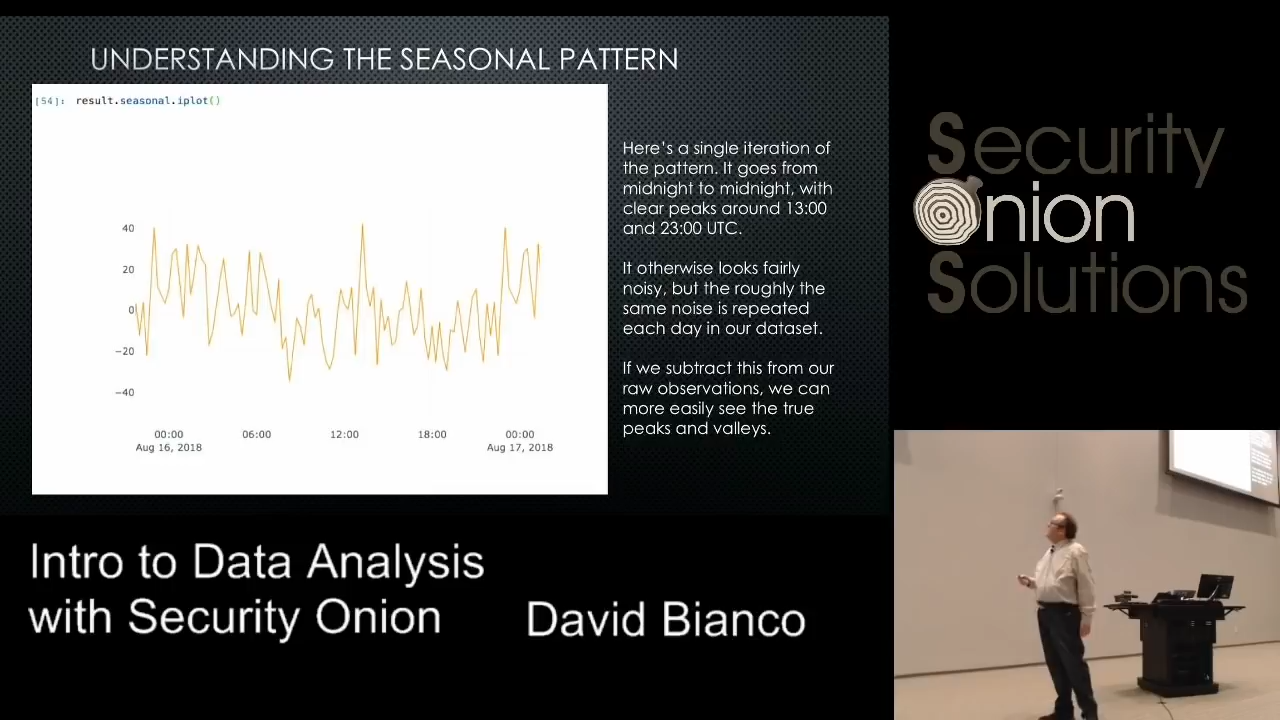 UNDERSTANDING THE SEASONAL PATTERN
[54]: result.seasonal.iplot()
40
20
0
−20
−40
00:00
Aug 16, 2018
06:00
12:00
18:00
00:00
Aug 17, 2018
Here's a single iteration of
the pattern. It goes from
midnight to midnight, with
clear peaks around 13:00
and 23:00 UTC.
It otherwise looks fairly
noisy, but the roughly the
same noise is repeated
each day in our dataset.
If we subtract this from our
raw observations, we can
more easily see the true
peaks and valleys.
Security
Onion
Solutions
Intro to Data Analysis
with Security Onion
David Bianco